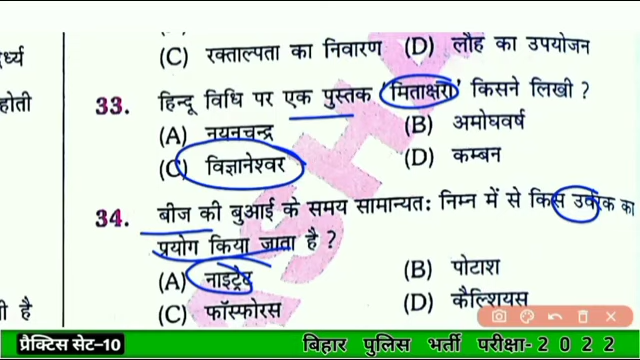 (C) रक्ताल्पता का निवारण (D) लौह का उपयोजन
र्ध्य
33. हिन्दू विधि पर एक पुस्तक 'मिताक्षरा' किसने लिखी ?
होती
(A) नयनचन्द्र (B) अमोघवर्ष
(C) विज्ञानेश्वर (D) कम्बन
34. बीज की बुआई के समय सामान्यतः निम्न में से किस उर्वरक का
प्रयोग किया जाता है ?
(A) नाइट्रेट (B) पोटाश
ी है (C) फॉस्फोरस (D) कैल्शियस
प्रैक्टिस सेट-10 बिहार पुलिस भर्ती परीक्षा-2022